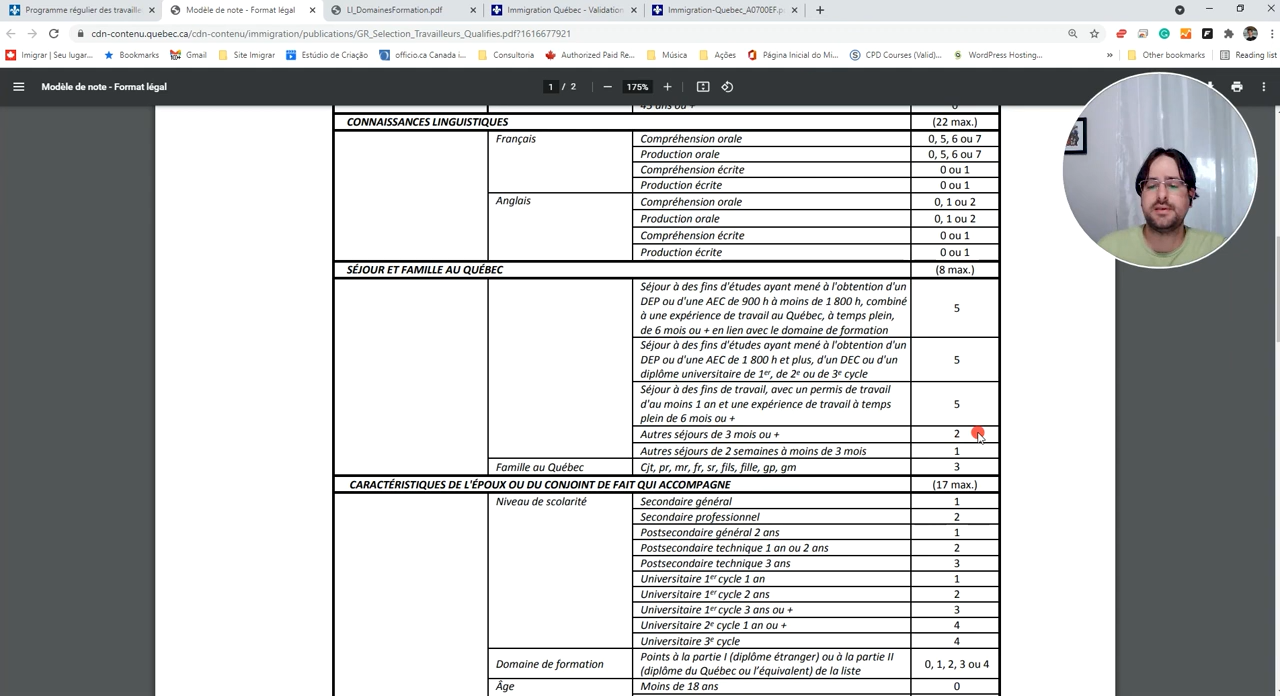 Programme régulier des travaille
Modèle de note - Format légal
LI_DomainesFormation.pdf
Immigration Québec - Validation
Immigration-Quebec_A0700EF.p
cdn-contenu.quebec.ca/cdn-contenu/immigration/publications/GR_Selection_Travailleurs_Qualifies.pdf?1616677921
Imigrar | Seu lugar...
Bookmarks
Gmail
Site Imigrar
Estúdio de Criação
officio.ca Canada i...
Consultoria
Authorized Paid Re...
Música
Ações
Página Inicial do Mi...
CPD Courses (Valid)...
WordPress Hosting...
»
Other bookmarks
Reading list
Modèle de note - Format légal
1 / 2
175%
45 ans ou + 0
CONNAISSANCES LINGUISTIQUES (22 max.)
Français Compréhension orale 0, 5, 6 ou 7
Production orale 0, 5, 6 ou 7
Compréhension écrite 0 ou 1
Production écrite 0 ou 1
Anglais Compréhension orale 0, 1 ou 2
Production orale 0, 1 ou 2
Compréhension écrite 0 ou 1
Production écrite 0 ou 1
SÉJOUR ET FAMILLE AU QUÉBEC (8 max.)
Séjour à des fins d'études ayant mené à l'obtention d'un
DEP ou d'une AEC de 900 h à moins de 1 800 h, combiné
à une expérience de travail au Québec, à temps plein,
de 6 mois ou + en lien avec le domaine de formation
5
Séjour à des fins d'études ayant mené à l'obtention d'un
DEP ou d'une AEC de 1 800 h et plus, d'un DEC ou d'un
diplôme universitaire de 1er, de 2e ou de 3e cycle
5
Séjour à des fins de travail, avec un permis de travail
d'au moins 1 an et une expérience de travail à temps
plein de 6 mois ou +
5
Autres séjours de 3 mois ou + 2
Autres séjours de 2 semaines à moins de 3 mois 1
Famille au Québec Cjt, pr, mr, fr, sr, fils, fille, gp, gm 3
CARACTÉRISTIQUES DE L'ÉPOUX OU DU CONJOINT DE FAIT QUI ACCOMPAGNE (17 max.)
Niveau de scolarité Secondaire général 1
Secondaire professionnel 2
Postsecondaire général 2 ans 1
Postsecondaire technique 1 an ou 2 ans 2
Postsecondaire technique 3 ans 3
Universitaire 1er cycle 1 an 1
Universitaire 1er cycle 2 ans 2
Universitaire 1er cycle 3 ans ou + 3
Universitaire 2e cycle 1 an ou + 4
Universitaire 3e cycle 4
Domaine de formation Points à la partie I (diplôme étranger) ou à la partie II
(diplôme du Québec ou l'équivalent) de la liste
0, 1, 2, 3 ou 4
Âge Moins de 18 ans 0